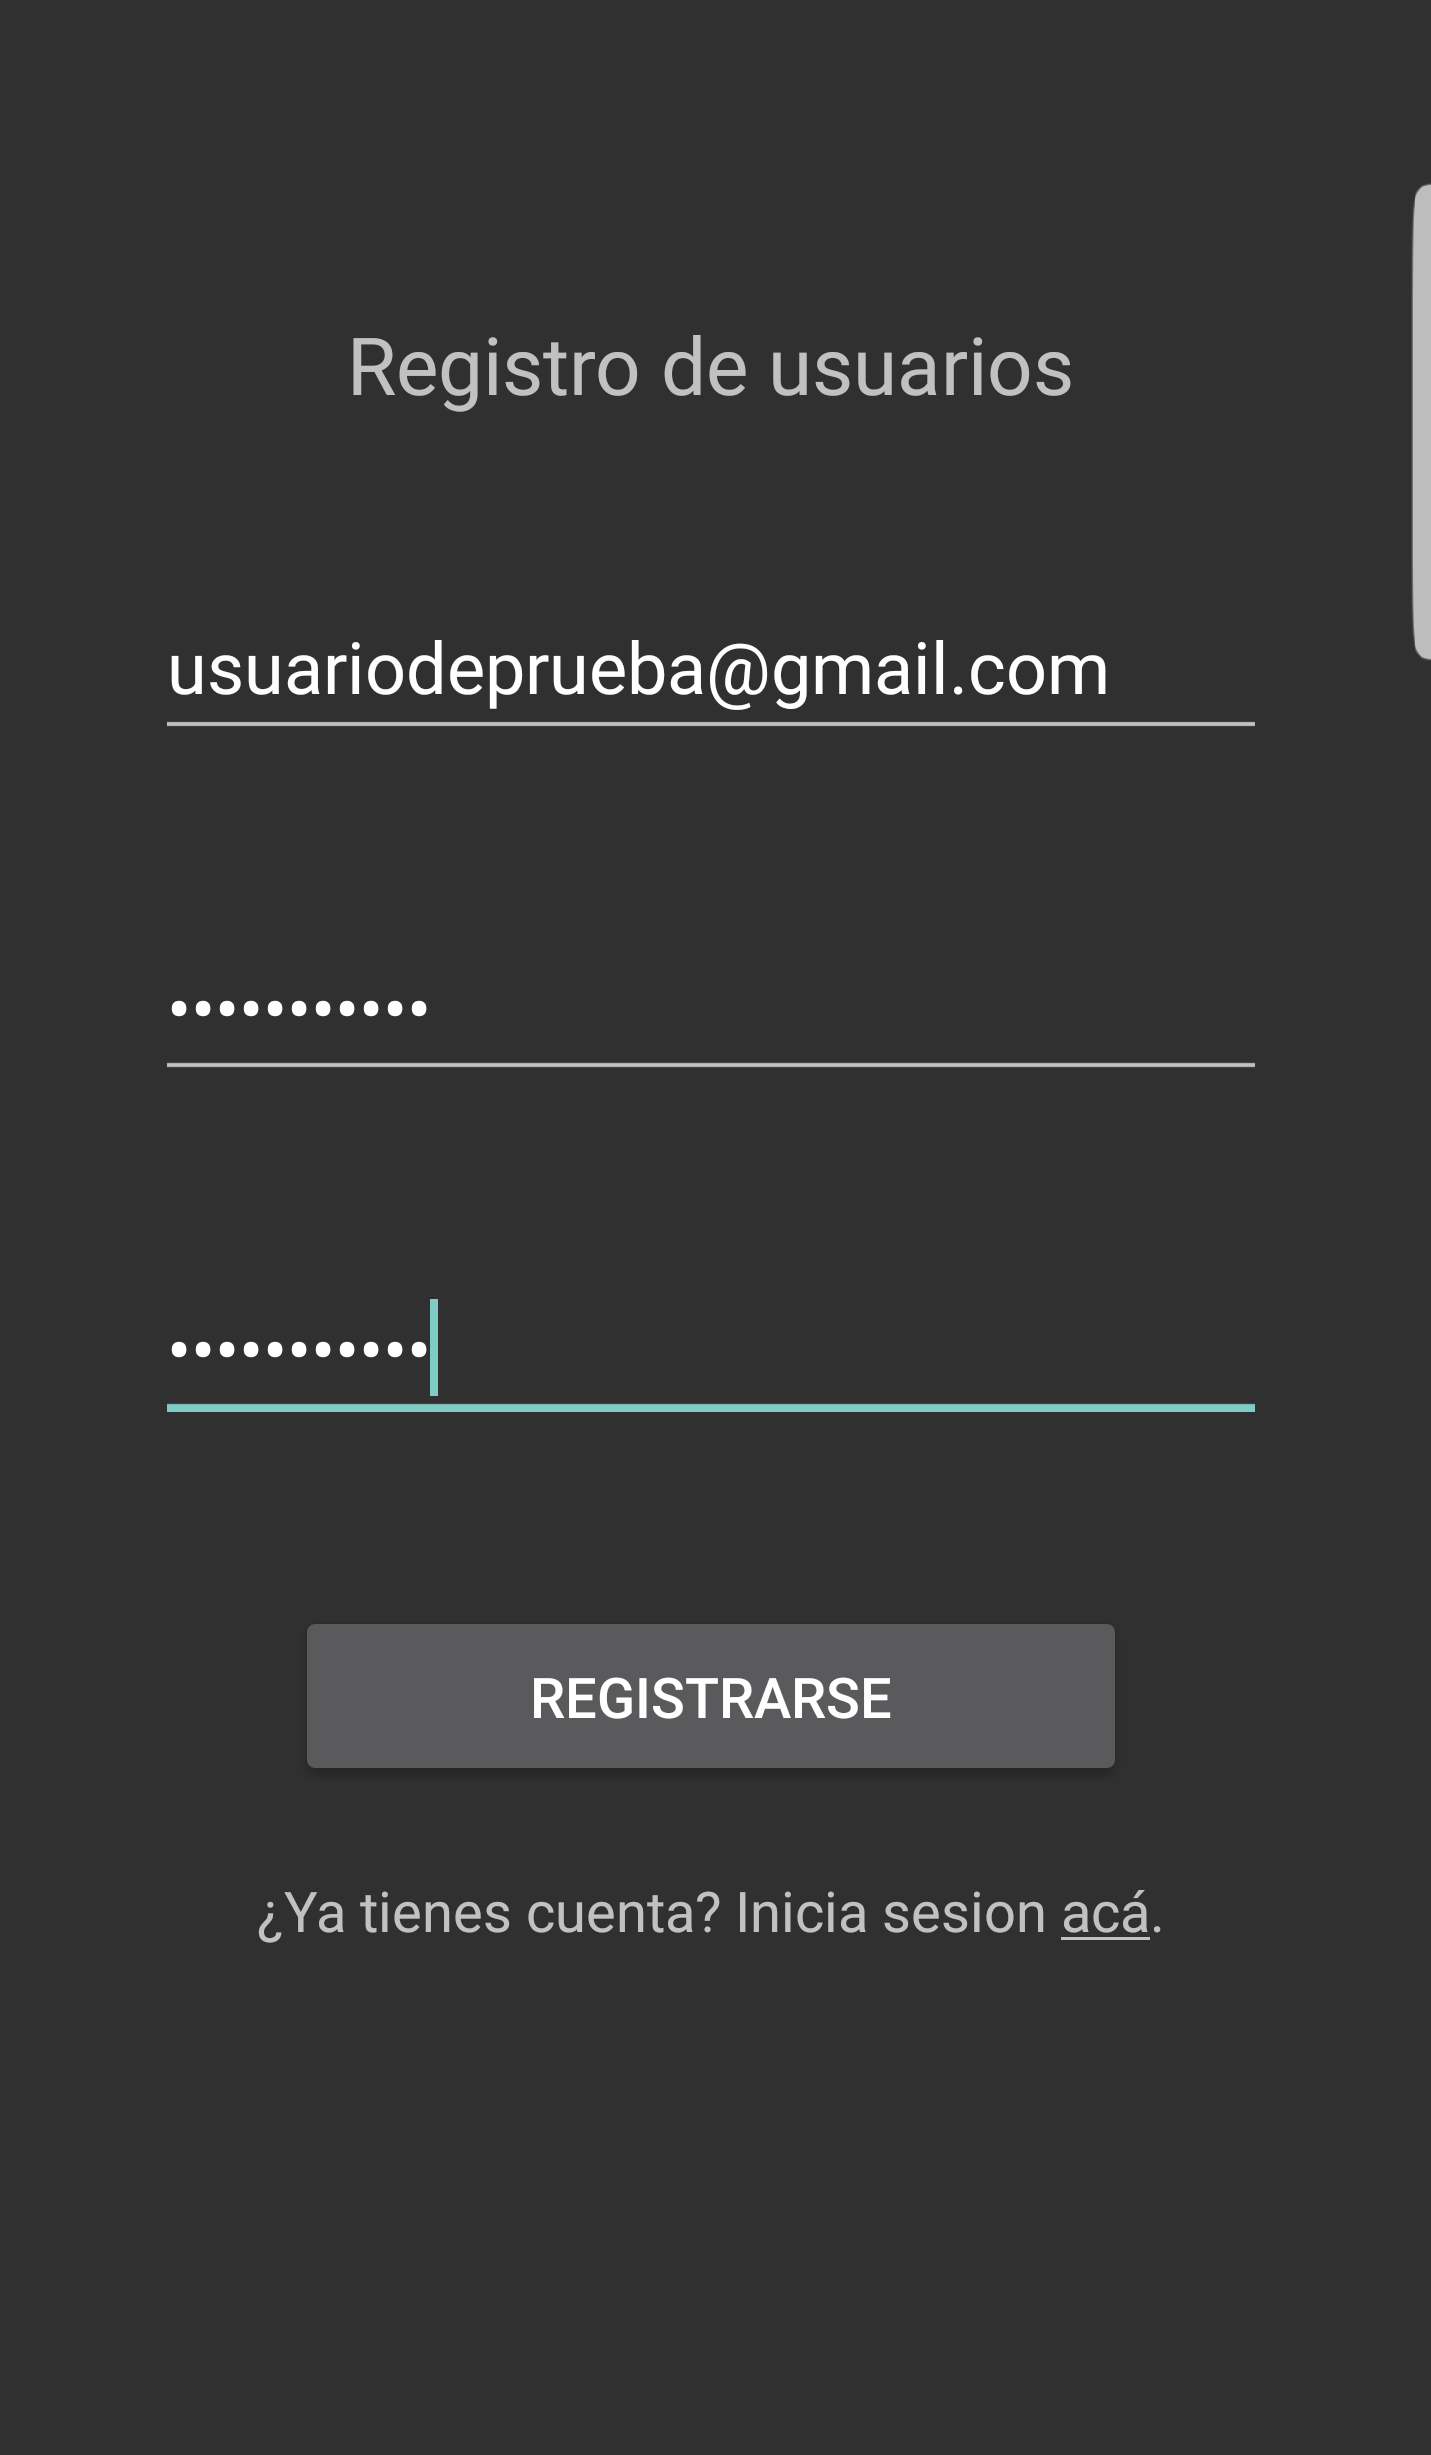 Registro de usuarios
usuariodeprueba@gmail.com
•••••••••••
•••••••••••
REGISTRARSE
¿Ya tienes cuenta? Inicia sesion acá.